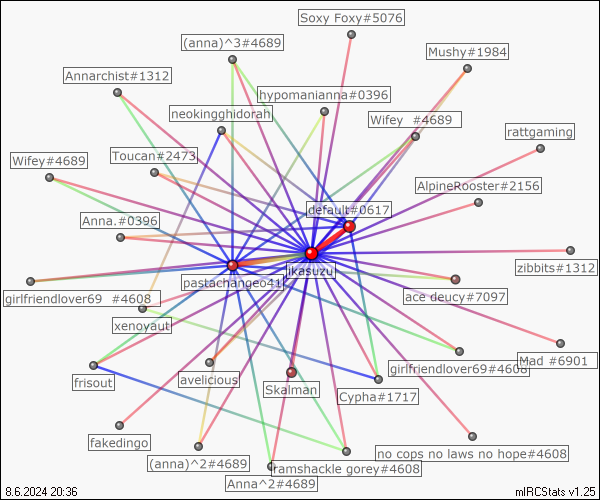 Soxy Foxy#5076
(anna)^3#4689
Mushy#1984
Annarchist#1312
hypomanianna#0396
neokingghidorah
Wifey  #4689
rattgaming
Toucan#2473
Wifey#4689
AlpineRooster#2156
default#0617
Anna.#0396
zibbits#1312
jikasuzu
pastachangeo41
ace deucy#7097
girlfriendlover69  #4608
xenoyaut
Mad #6901
girlfriendlover69#4608
frisout
avelicious
Skalman
Cypha#1717
fakedingo
no cops no laws no hope#4608
(anna)^2#4689
ramshackle gorey#4608
Anna^2#4689
8.6.2024 20:36
mIRCStats v1.25